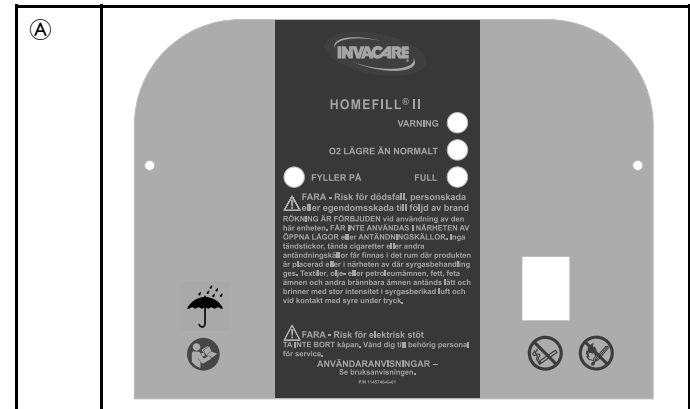 A
INVACARE
HOMEFILL® II
VARNING
O2 LÄGRE ÄN NORMALT
FYLLER PÅ FULL
FARA - Risk för dödsfall, personskada
eller egendomsskada till följd av brand
RÖKNING ÄR FÖRBJUDEN vid användning av den
här enheten. FÅR INTE ANVÄNDAS I NÄRHETEN AV
ÖPPNA LÅGOR eller ANTÄNDNINGSKÄLLOR. Inga
tändstickor, tända cigaretter eller andra
antändningskällor får finnas i det rum där produkten
är placerad eller i närheten av där syrgasbehandling
ges. Textiler, olje- eller petroleumämnen, fett, feta
ämnen och andra brännbara ämnen antänds lätt och
brinner med stor intensitet i syrgasberikad luft och
vid kontakt med syre under tryck.
FARA - Risk för elektrisk stöt
TA INTE BORT kåpan. Vänd dig till behörig personal
för service.
ANVÄNDARANVISNINGAR –
Se bruksanvisningen.
P/N 1145746-C-01